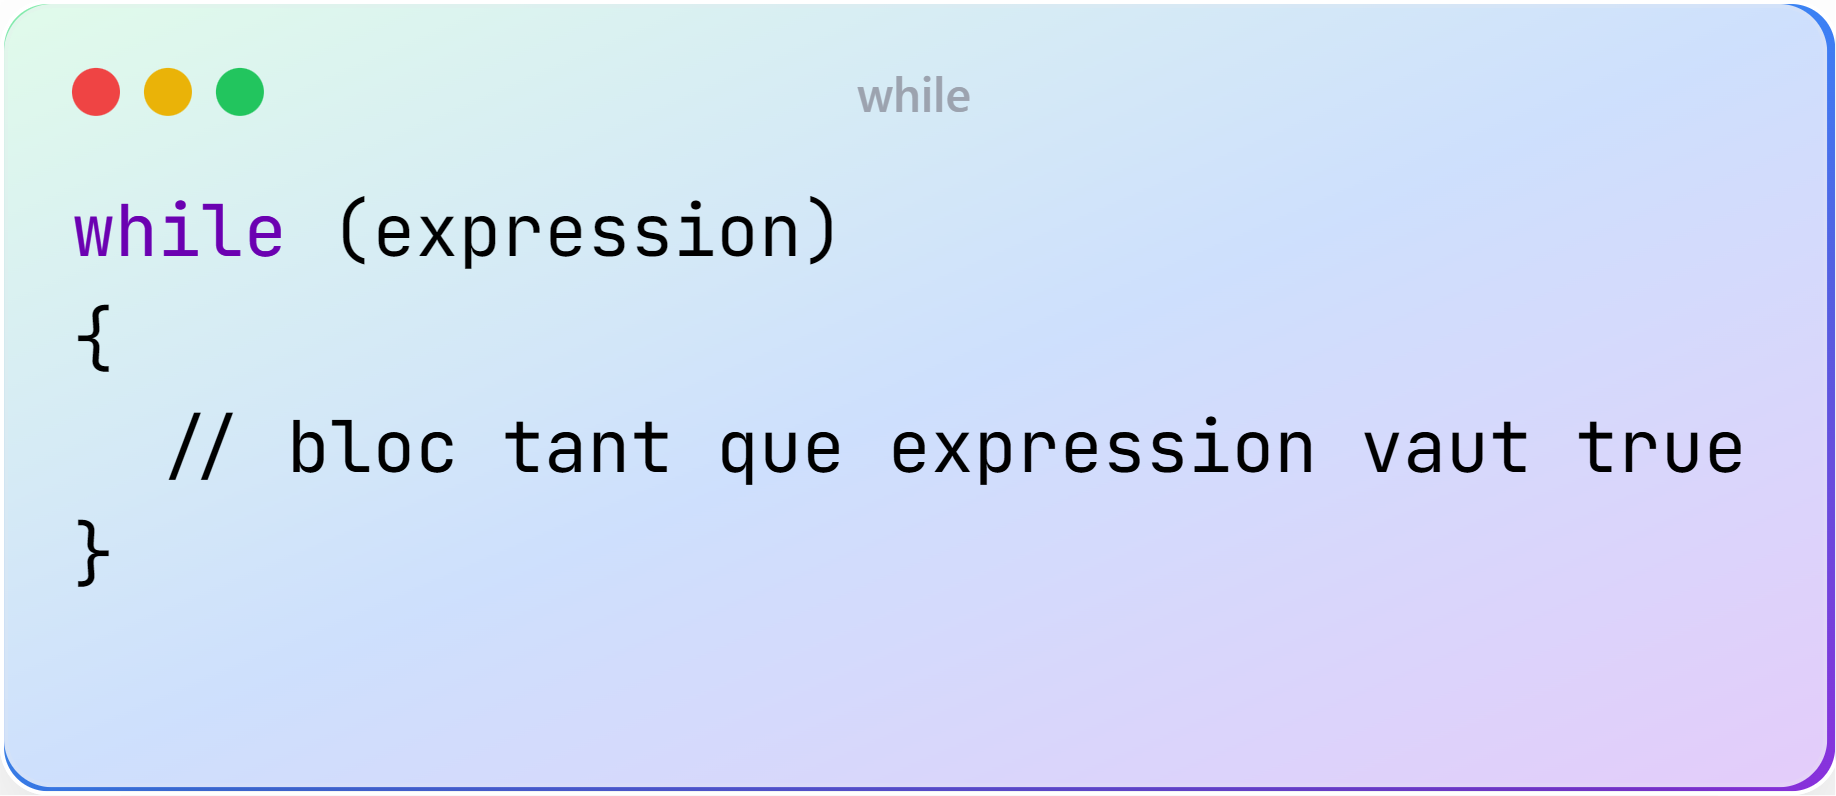 while
while (expression)
{
// bloc tant que expression vaut true
}